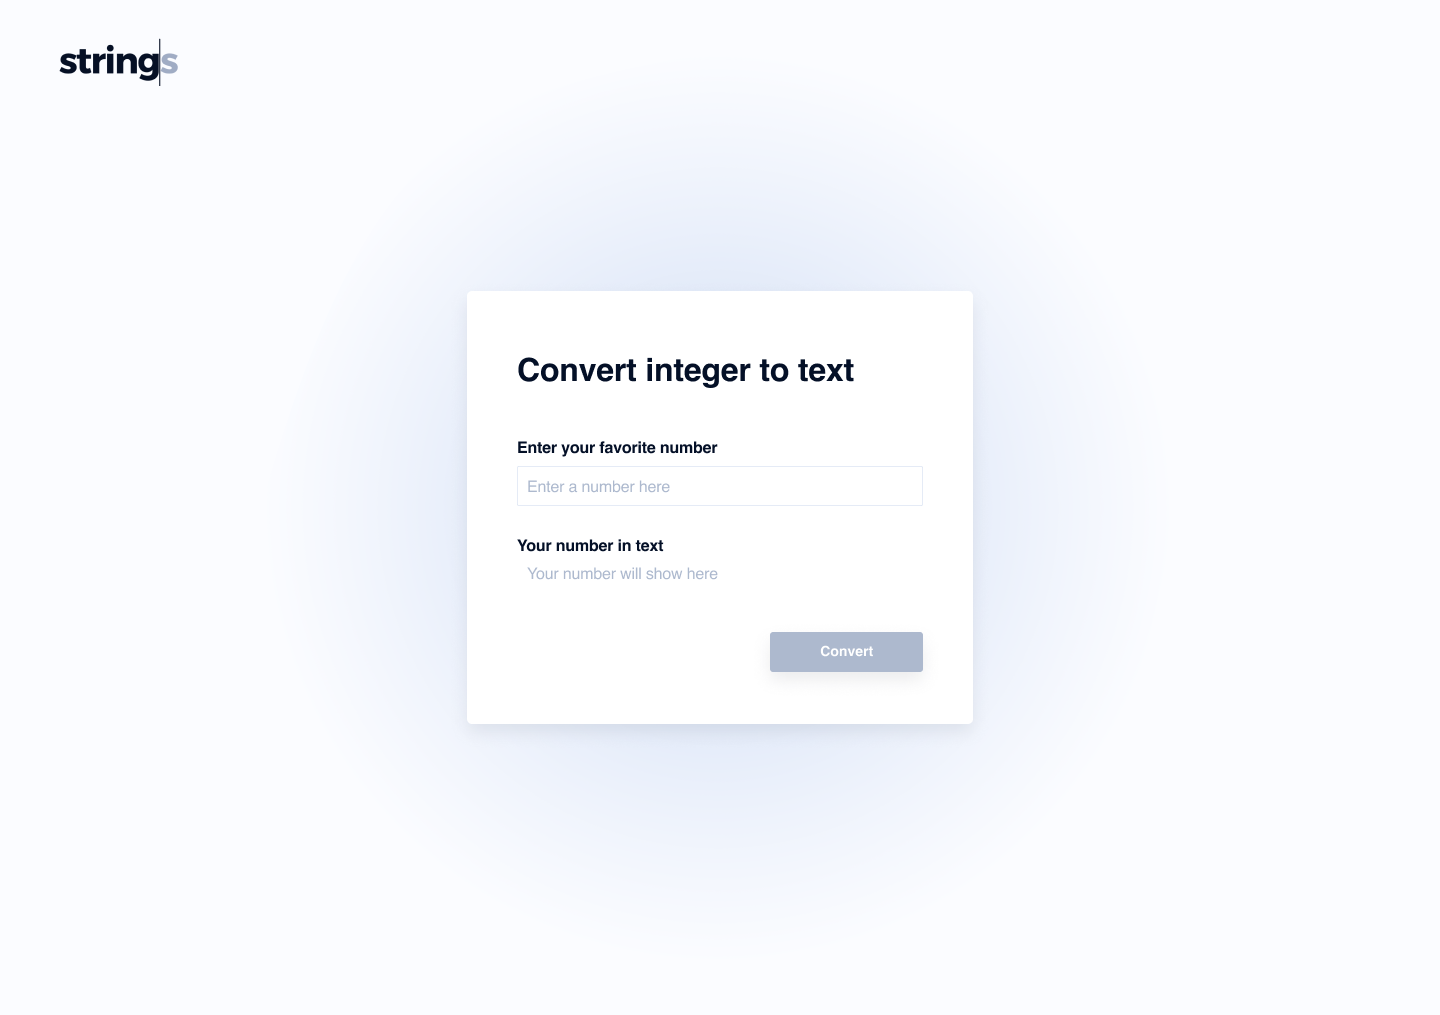 strings
Convert integer to text
Enter your favorite number
Enter a number here
Your number in text
Your number will show here
Convert